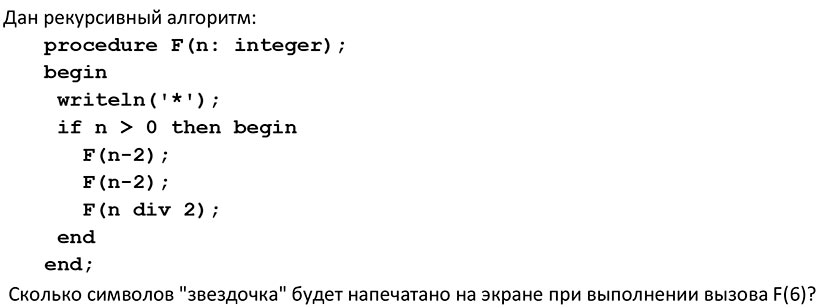 Дан рекурсивный алгоритм:
procedure F(n: integer);
begin
writeln('*');
if n > 0 then begin
F(n-2);
F(n-2);
F(n div 2);
end
end;
Сколько символов "звездочка" будет напечатано на экране при выполнении вызова F(6)?